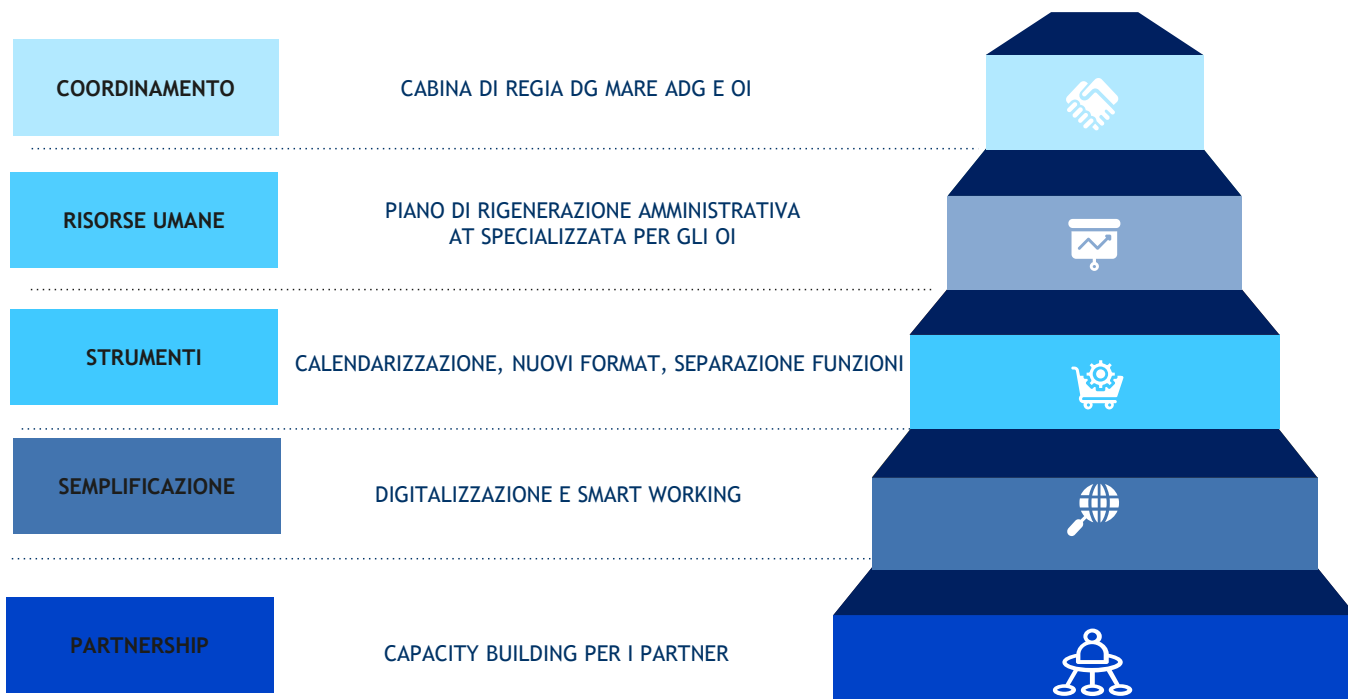 COORDINAMENTO
CABINA DI REGIA DG MARE ADG E OI
RISORSE UMANE
PIANO DI RIGENERAZIONE AMMINISTRATIVA
AT SPECIALIZZATA PER GLI OI
STRUMENTI
CALENDARIZZAZIONE, NUOVI FORMAT, SEPARAZIONE FUNZIONI
SEMPLIFICAZIONE
DIGITALIZZAZIONE E SMART WORKING
PARTNERSHIP
CAPACITY BUILDING PER I PARTNER